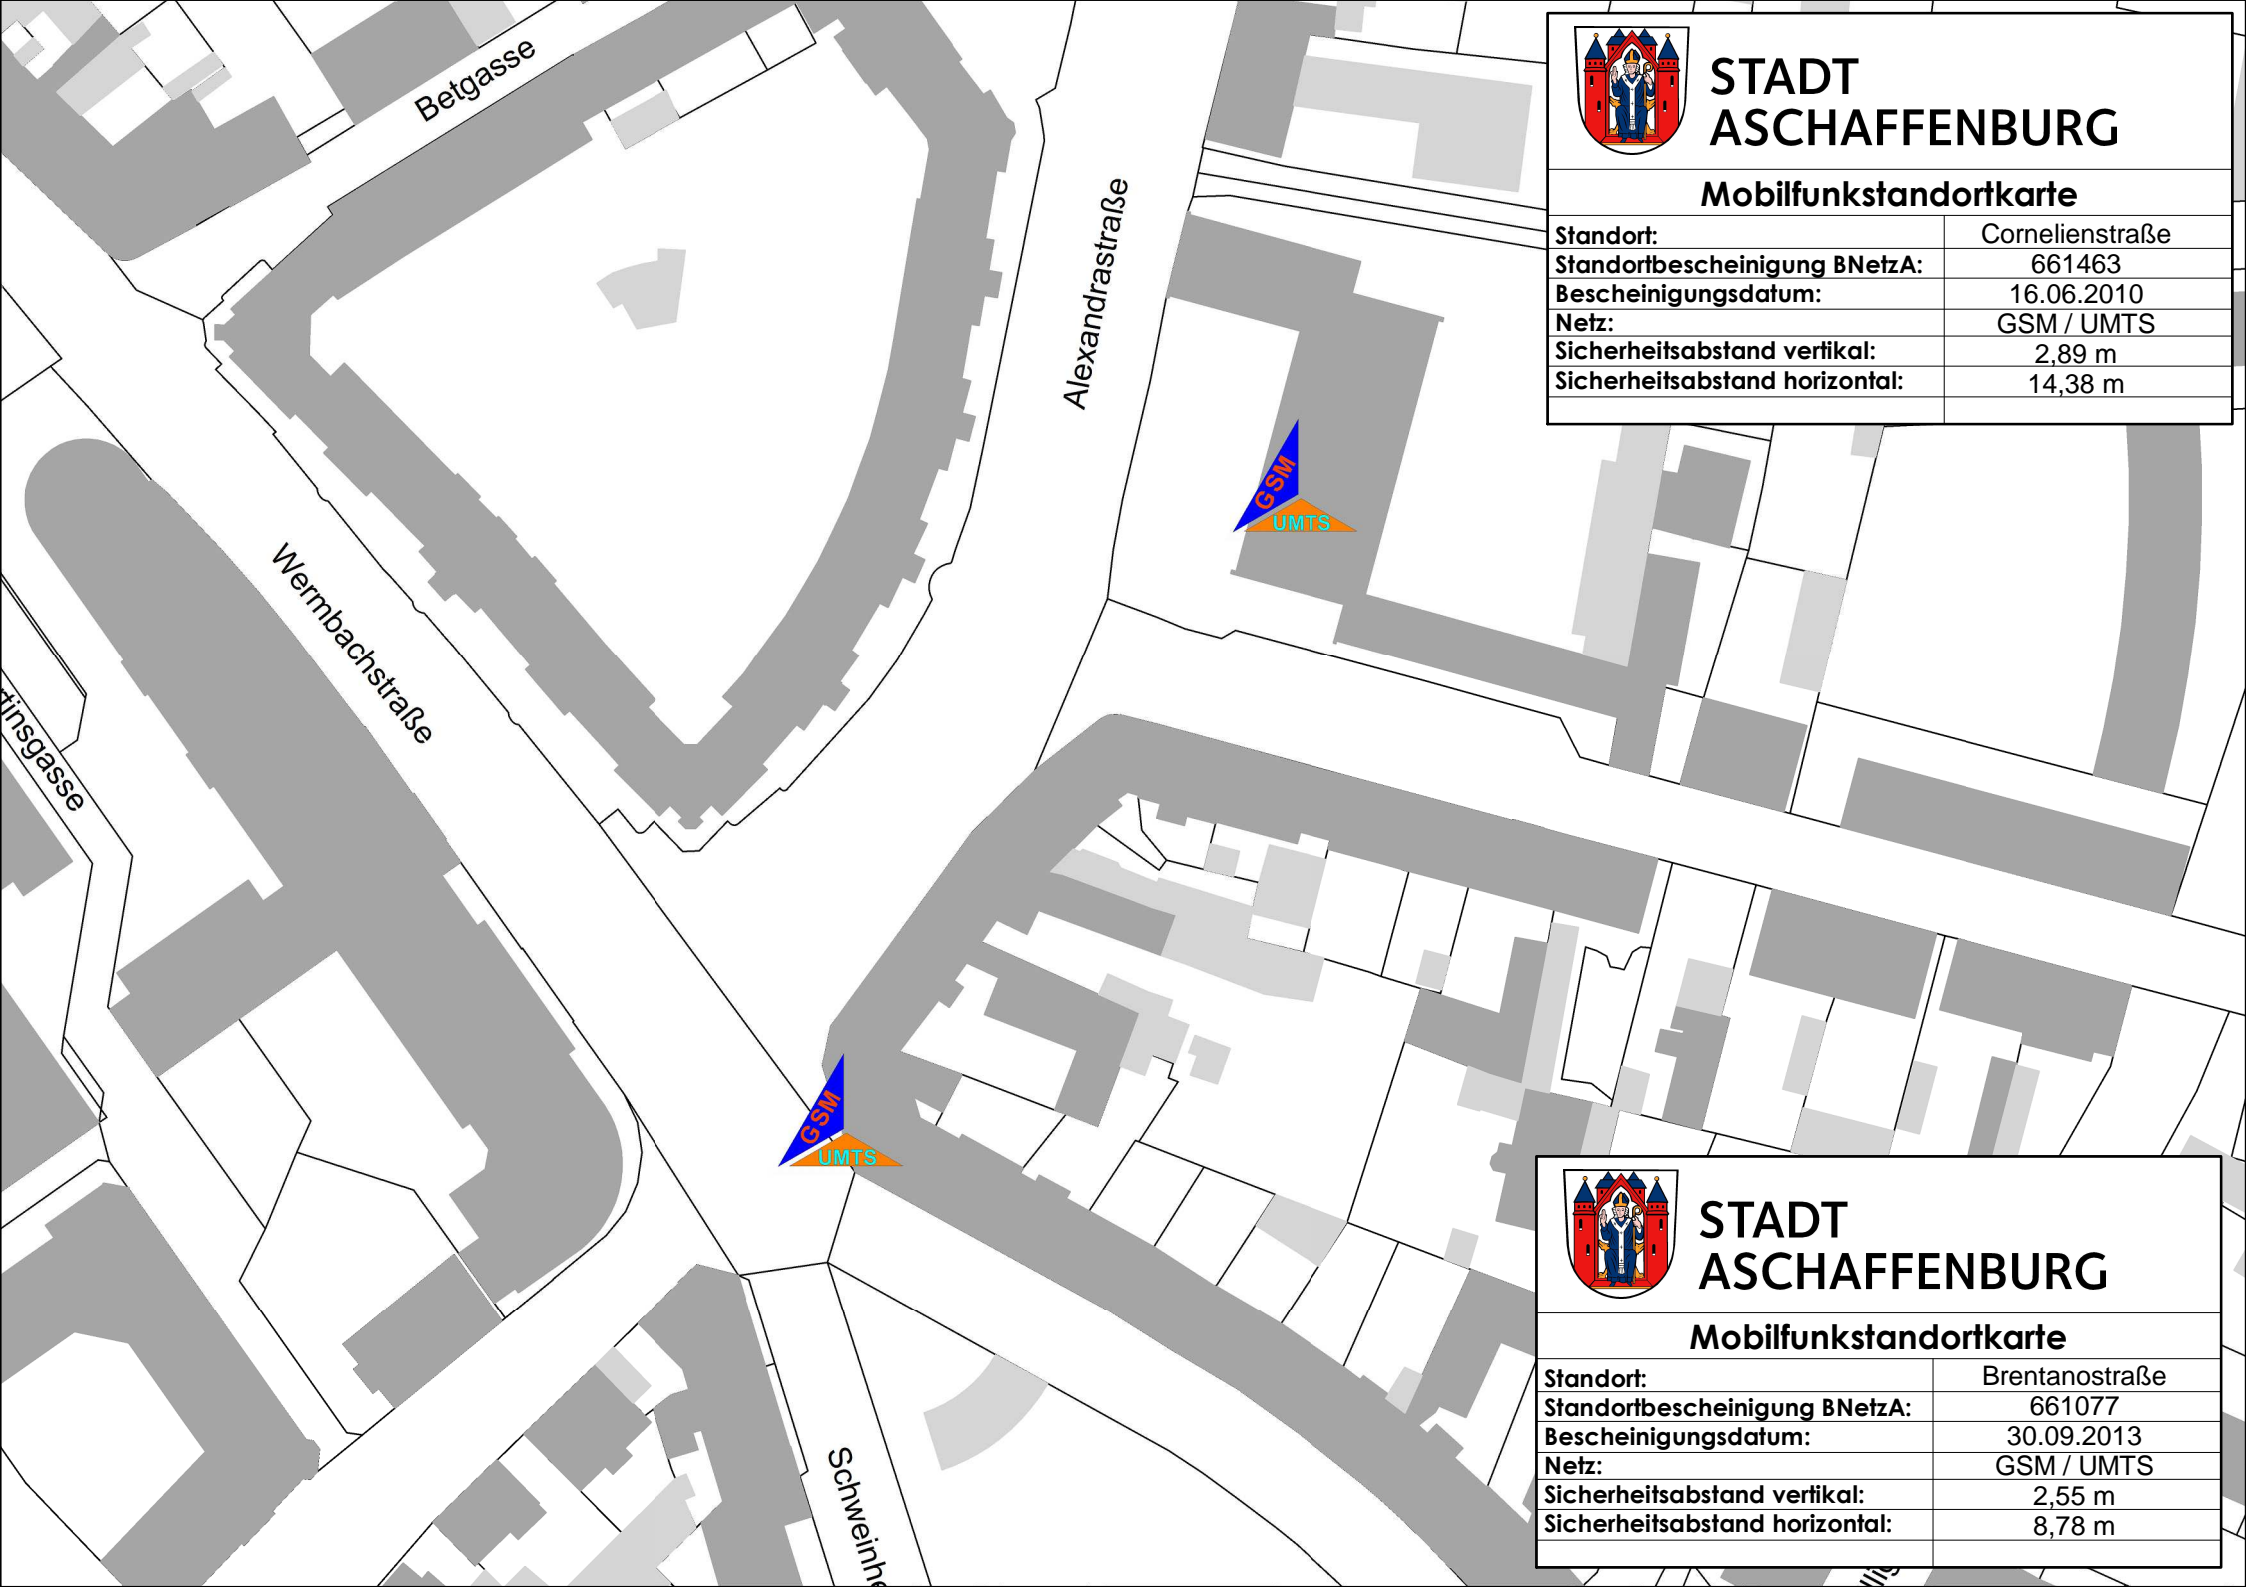 Betgasse
Alexandrastraße
Wermbachstraße
tinsgasse
Schweinhe
GSM
UMTS
GSM
UMTS
STADT
ASCHAFFENBURG
Mobilfunkstandortkarte
Standort: Cornelienstraße
Standortbescheinigung BNetzA: 661463
Bescheinigungsdatum: 16.06.2010
Netz: GSM / UMTS
Sicherheitsabstand vertikal: 2,89 m
Sicherheitsabstand horizontal: 14,38 m
STADT
ASCHAFFENBURG
Mobilfunkstandortkarte
Standort: Brentanostraße
Standortbescheinigung BNetzA: 661077
Bescheinigungsdatum: 30.09.2013
Netz: GSM / UMTS
Sicherheitsabstand vertikal: 2,55 m
Sicherheitsabstand horizontal: 8,78 m